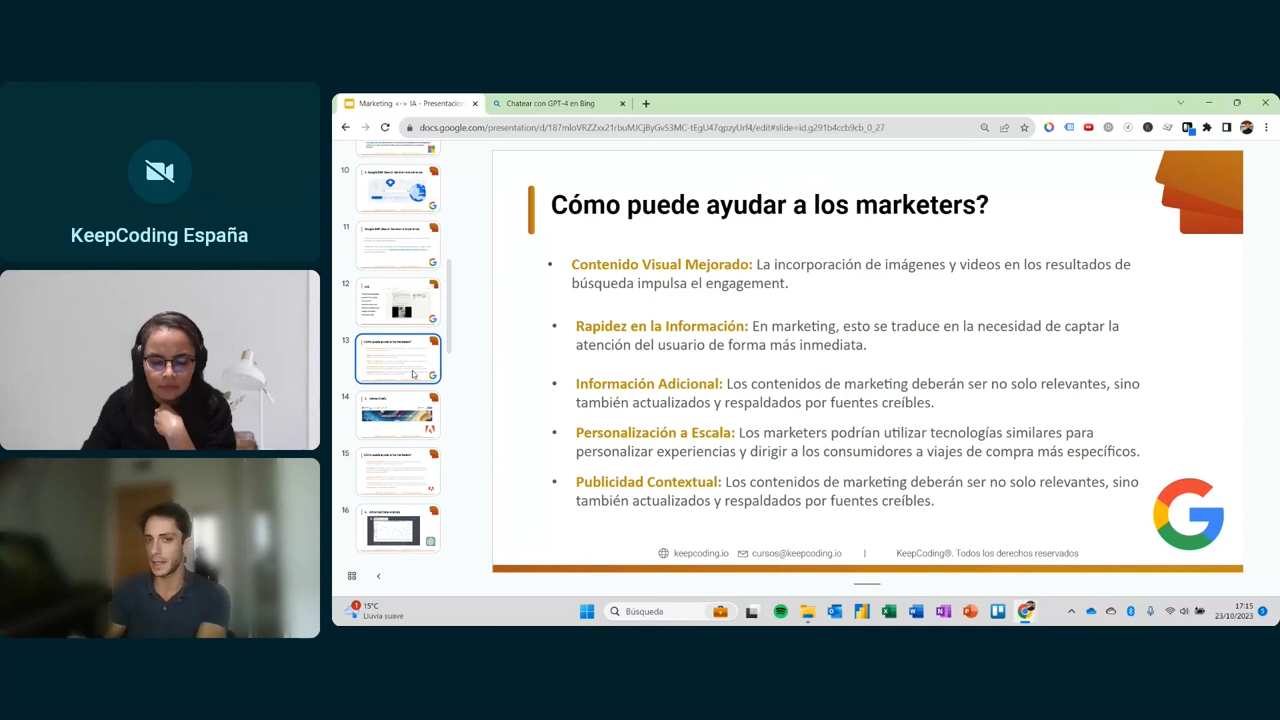 KeepCoding España
Marketing <-> IA - Presentacio
Chatear con GPT-4 en Bing
docs.google.com/presentation/d/187mloVRZZxx21rbuMJCjByGvS3MC-tEgU47qpzyUrf4/edit#slide=id.g291b4ccb9cb_0_27
10
11
12
13
14
15
16
Cómo puede ayudar a los marketers?
• Contenido Visual Mejorado: La incorporación de imágenes y videos en los resultados de
búsqueda impulsa el engagement.
• Rapidez en la Información: En marketing, esto se traduce en la necesidad de captar la
atención del usuario de forma más inmediata.
• Información Adicional: Los contenidos en marketing deberán ser no solo relevantes, sino
también actualizados y respaldados por fuentes creíbles.
• Personalización a Escala: Los marketers podrían utilizar tecnologías similares para
personalizar experiencias y dirigir a los consumidores a viajes de compra más específicos.
• Publicidad Contextual: Los contenidos en marketing deberán ser no solo relevantes, sino
también actualizados y respaldados por fuentes creíbles.
keepcoding.io cursos@keepcoding.io | KeepCoding®. Todos los derechos reservados
1
15°C
Lluvia suave
Búsqueda
17:15
23/10/2023
5